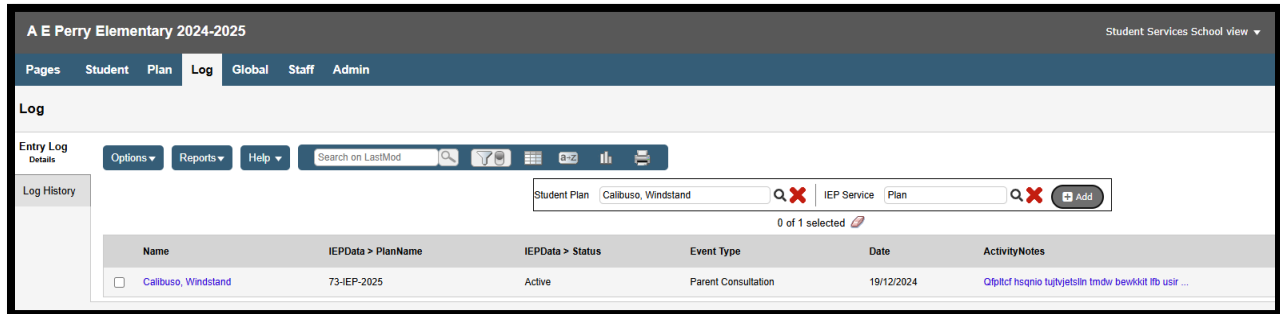 A E Perry Elementary 2024-2025 Student Services School view
Pages Student Plan Log Global Staff Admin
Log
Entry Log
Details
Options Reports Help Search on LastMod a-z
Log History
Student Plan Calibuso, Windstand IEP Service Plan Add
0 of 1 selected
Name IEPData > PlanName IEPData > Status Event Type Date ActivityNotes
Calibuso, Windstand 73-IEP-2025 Active Parent Consultation 19/12/2024 Qfpltcf hsqnio tujtvjetslln tmdw bewkkit lfb usir ...